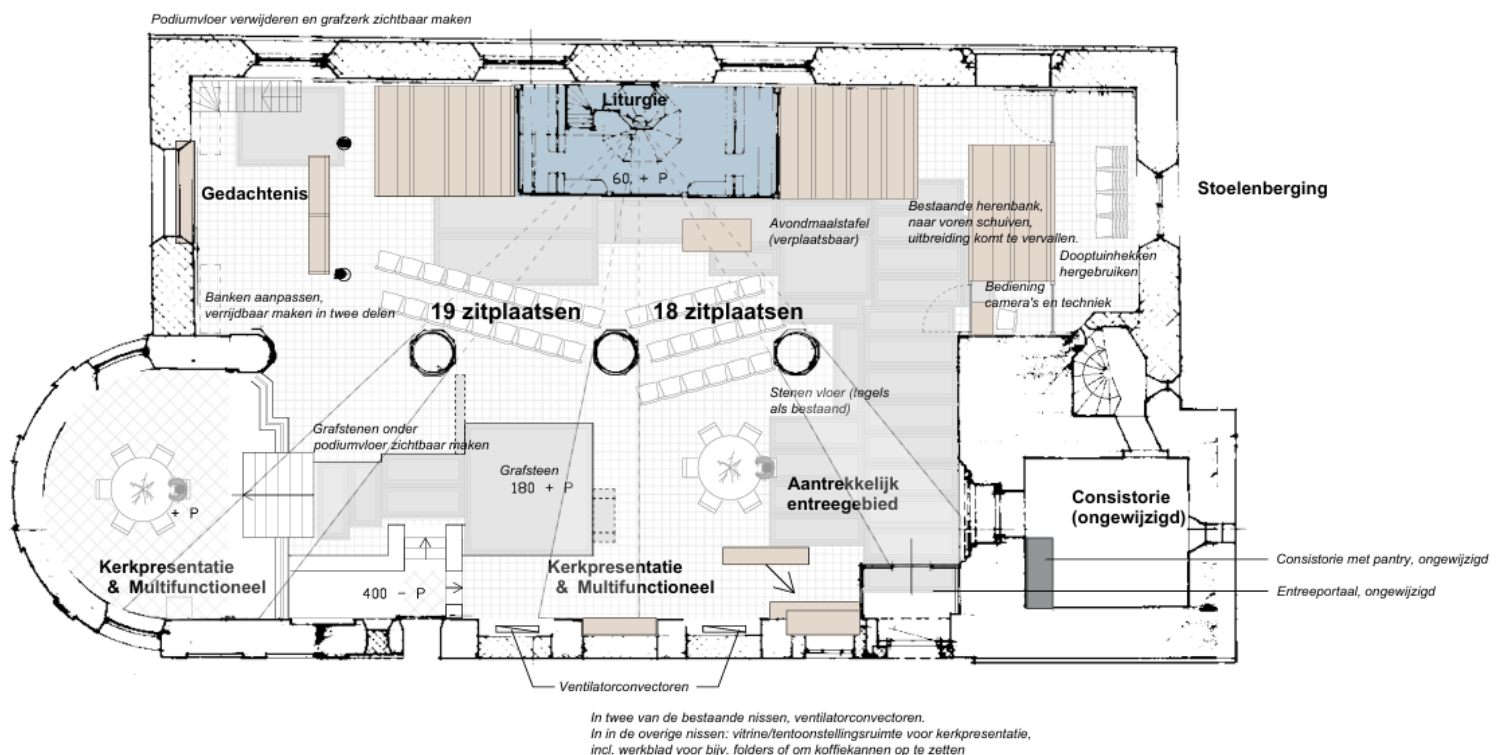 Podiumvloer verwijderen en grafzerk zichtbaar maken
Liturgie
60 + P
Gedachtenis
Stoelenberging
Avondmaalstafel
(verplaatsbaar)
Bestaande herenbank,
naar voren schuiven,
uitbreiding komt te vervallen.
Dooptuinhekken
hergebruiken
Bediening
camera's en techniek
Banken aanpassen,
verrijdbaar maken in twee delen
19 zitplaatsen
18 zitplaatsen
Stenen vloer (tegels
als bestaand)
Grafstenen onder
podiumvloer zichtbaar maken
Grafsteen
180 + P
Aantrekkelijk
entreegebied
Consistorie
(ongewijzigd)
+ P
Kerkpresentatie
& Multifunctioneel
400 - P
Kerkpresentatie
& Multifunctioneel
Consistorie met pantry, ongewijzigd
Entreeportaal, ongewijzigd
Ventilatorconvectoren
In twee van de bestaande nissen, ventilatorconvectoren.
In in de overige nissen: vitrine/tentoonstellingsruimte voor kerkpresentatie,
incl. werkblad voor bijv. folders of om koffiekannen op te zetten